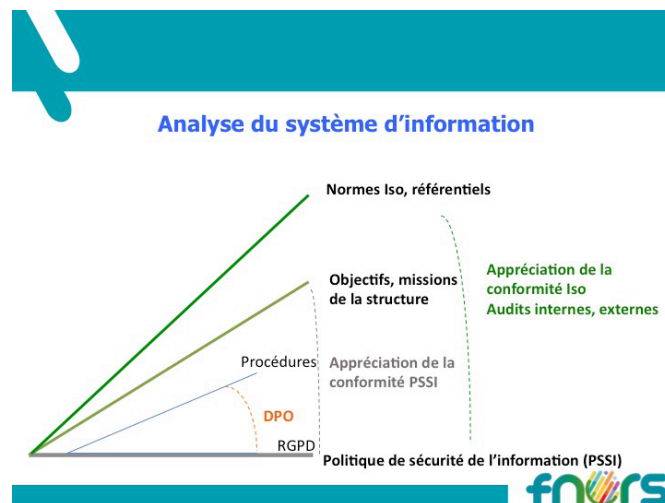 Analyse du système d’information
Normes Iso, référentiels
Objectifs, missions
de la structure
Appréciation de la
conformité Iso
Audits internes, externes
Procédures
Appréciation de la
conformité PSSI
DPO
RGPD
Politique de sécurité de l’information (PSSI)
fnors